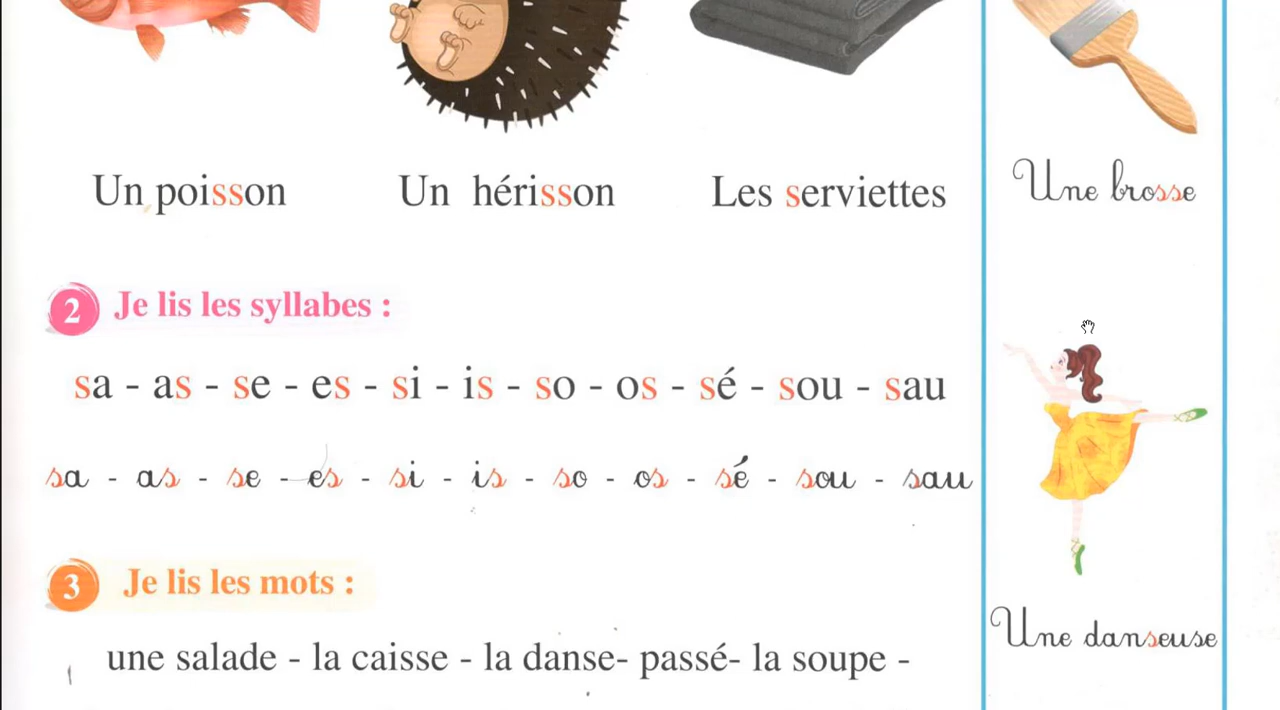 Un poisson
Un hérisson
Les serviettes
Une brosse
2 Je lis les syllabes :
sa - as - se - es - si - is - so - os - sé - sou - sau
sa - as - se - es - si - is - so - os - sé - sou - sau
3 Je lis les mots :
une salade - la caisse - la danse- passé- la soupe -
Une danseuse